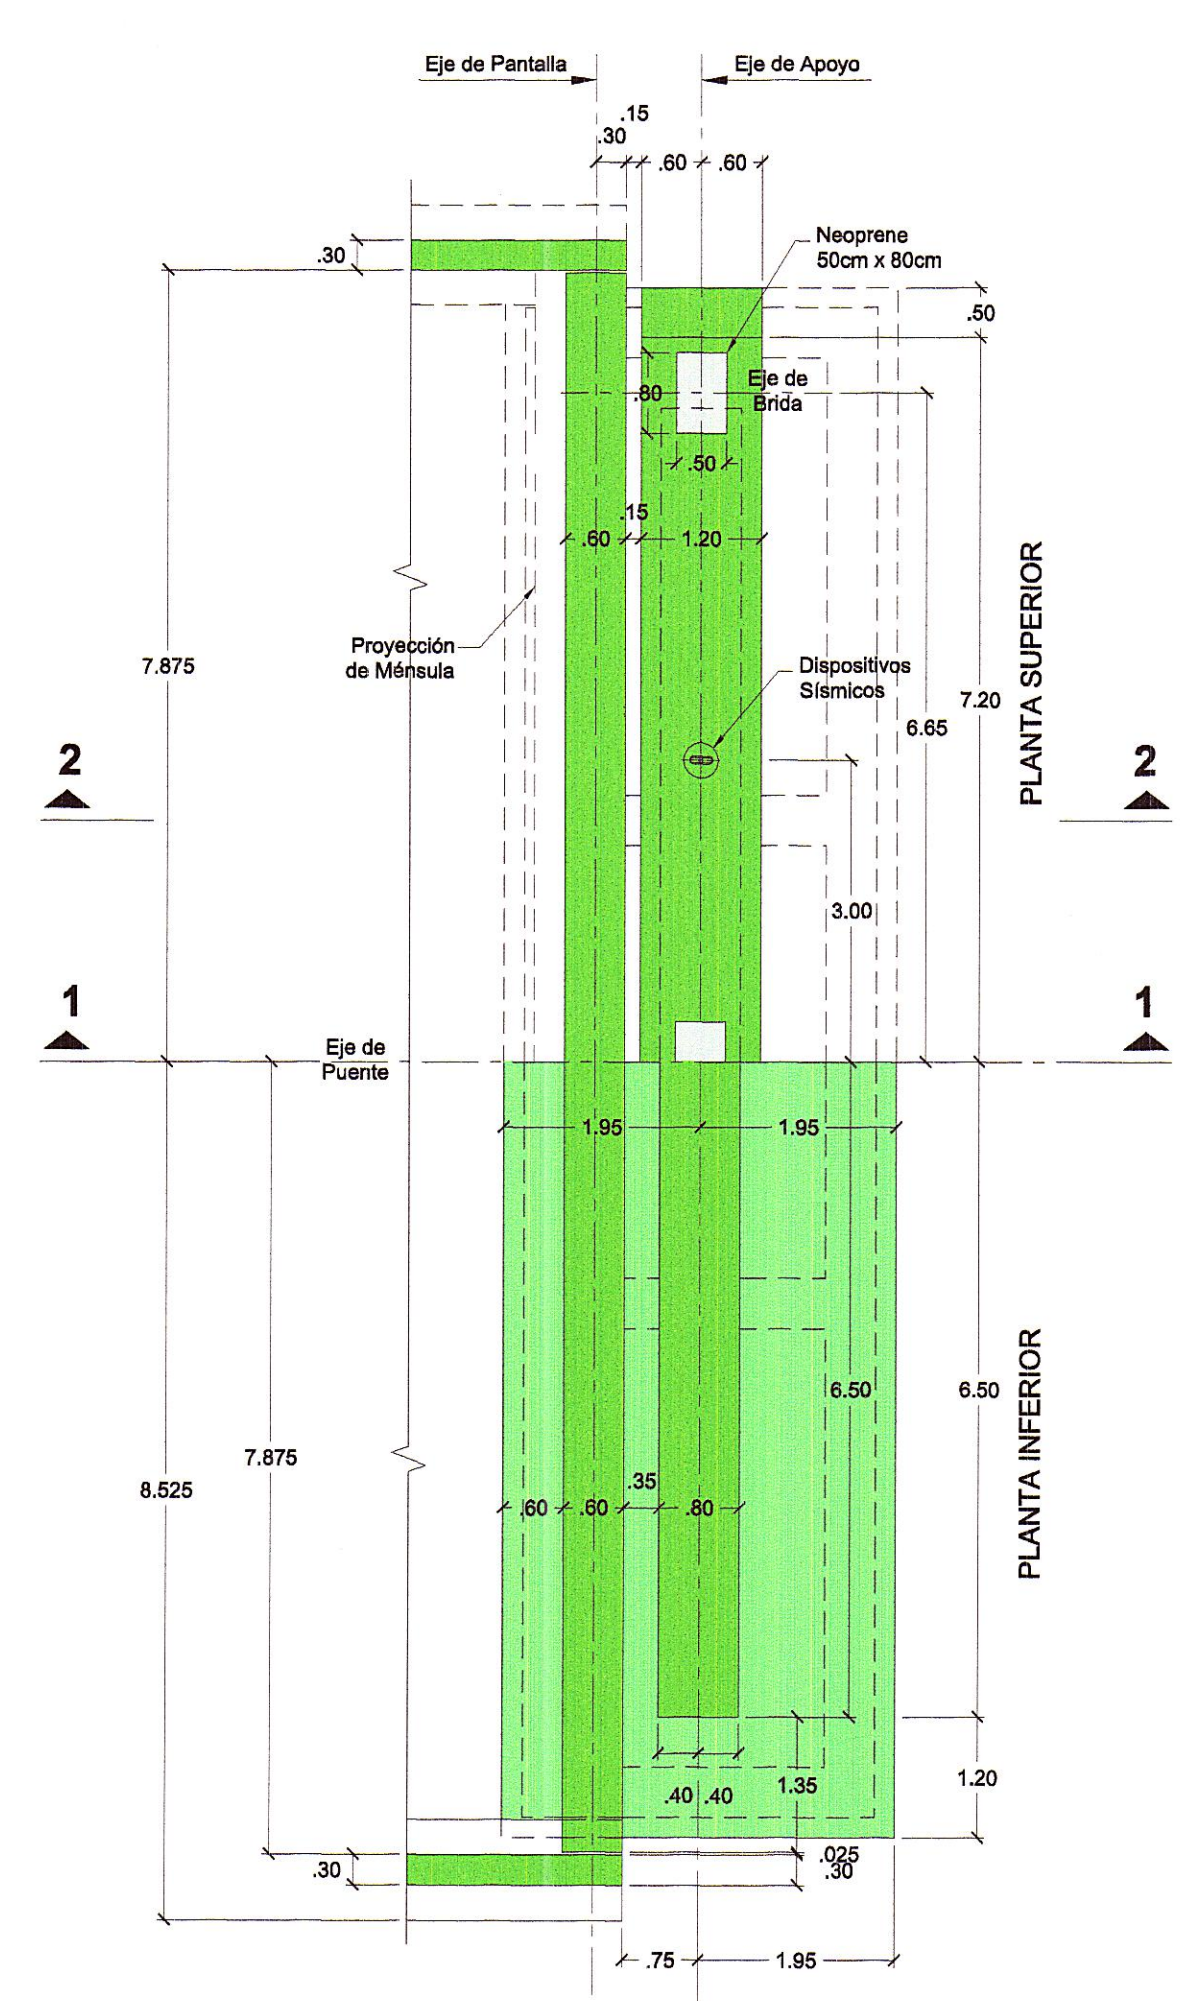 Eje de Pantalla
Eje de Apoyo
.15
.30
.60
.60
Neoprene
50cm x 80cm
.30
.50
.80
Eje de
Brida
.50
.15
.60
1.20
Proyección
de Ménsula
7.875
Dispositivos
Sísmicos
6.65
7.20
PLANTA SUPERIOR
2
2
3.00
1
1
Eje de
Puente
1.95
1.95
PLANTA INFERIOR
6.50
6.50
7.875
8.525
.35
.60
.60
.80
.40
.40
1.35
1.20
.025
.30
.30
.75
1.95